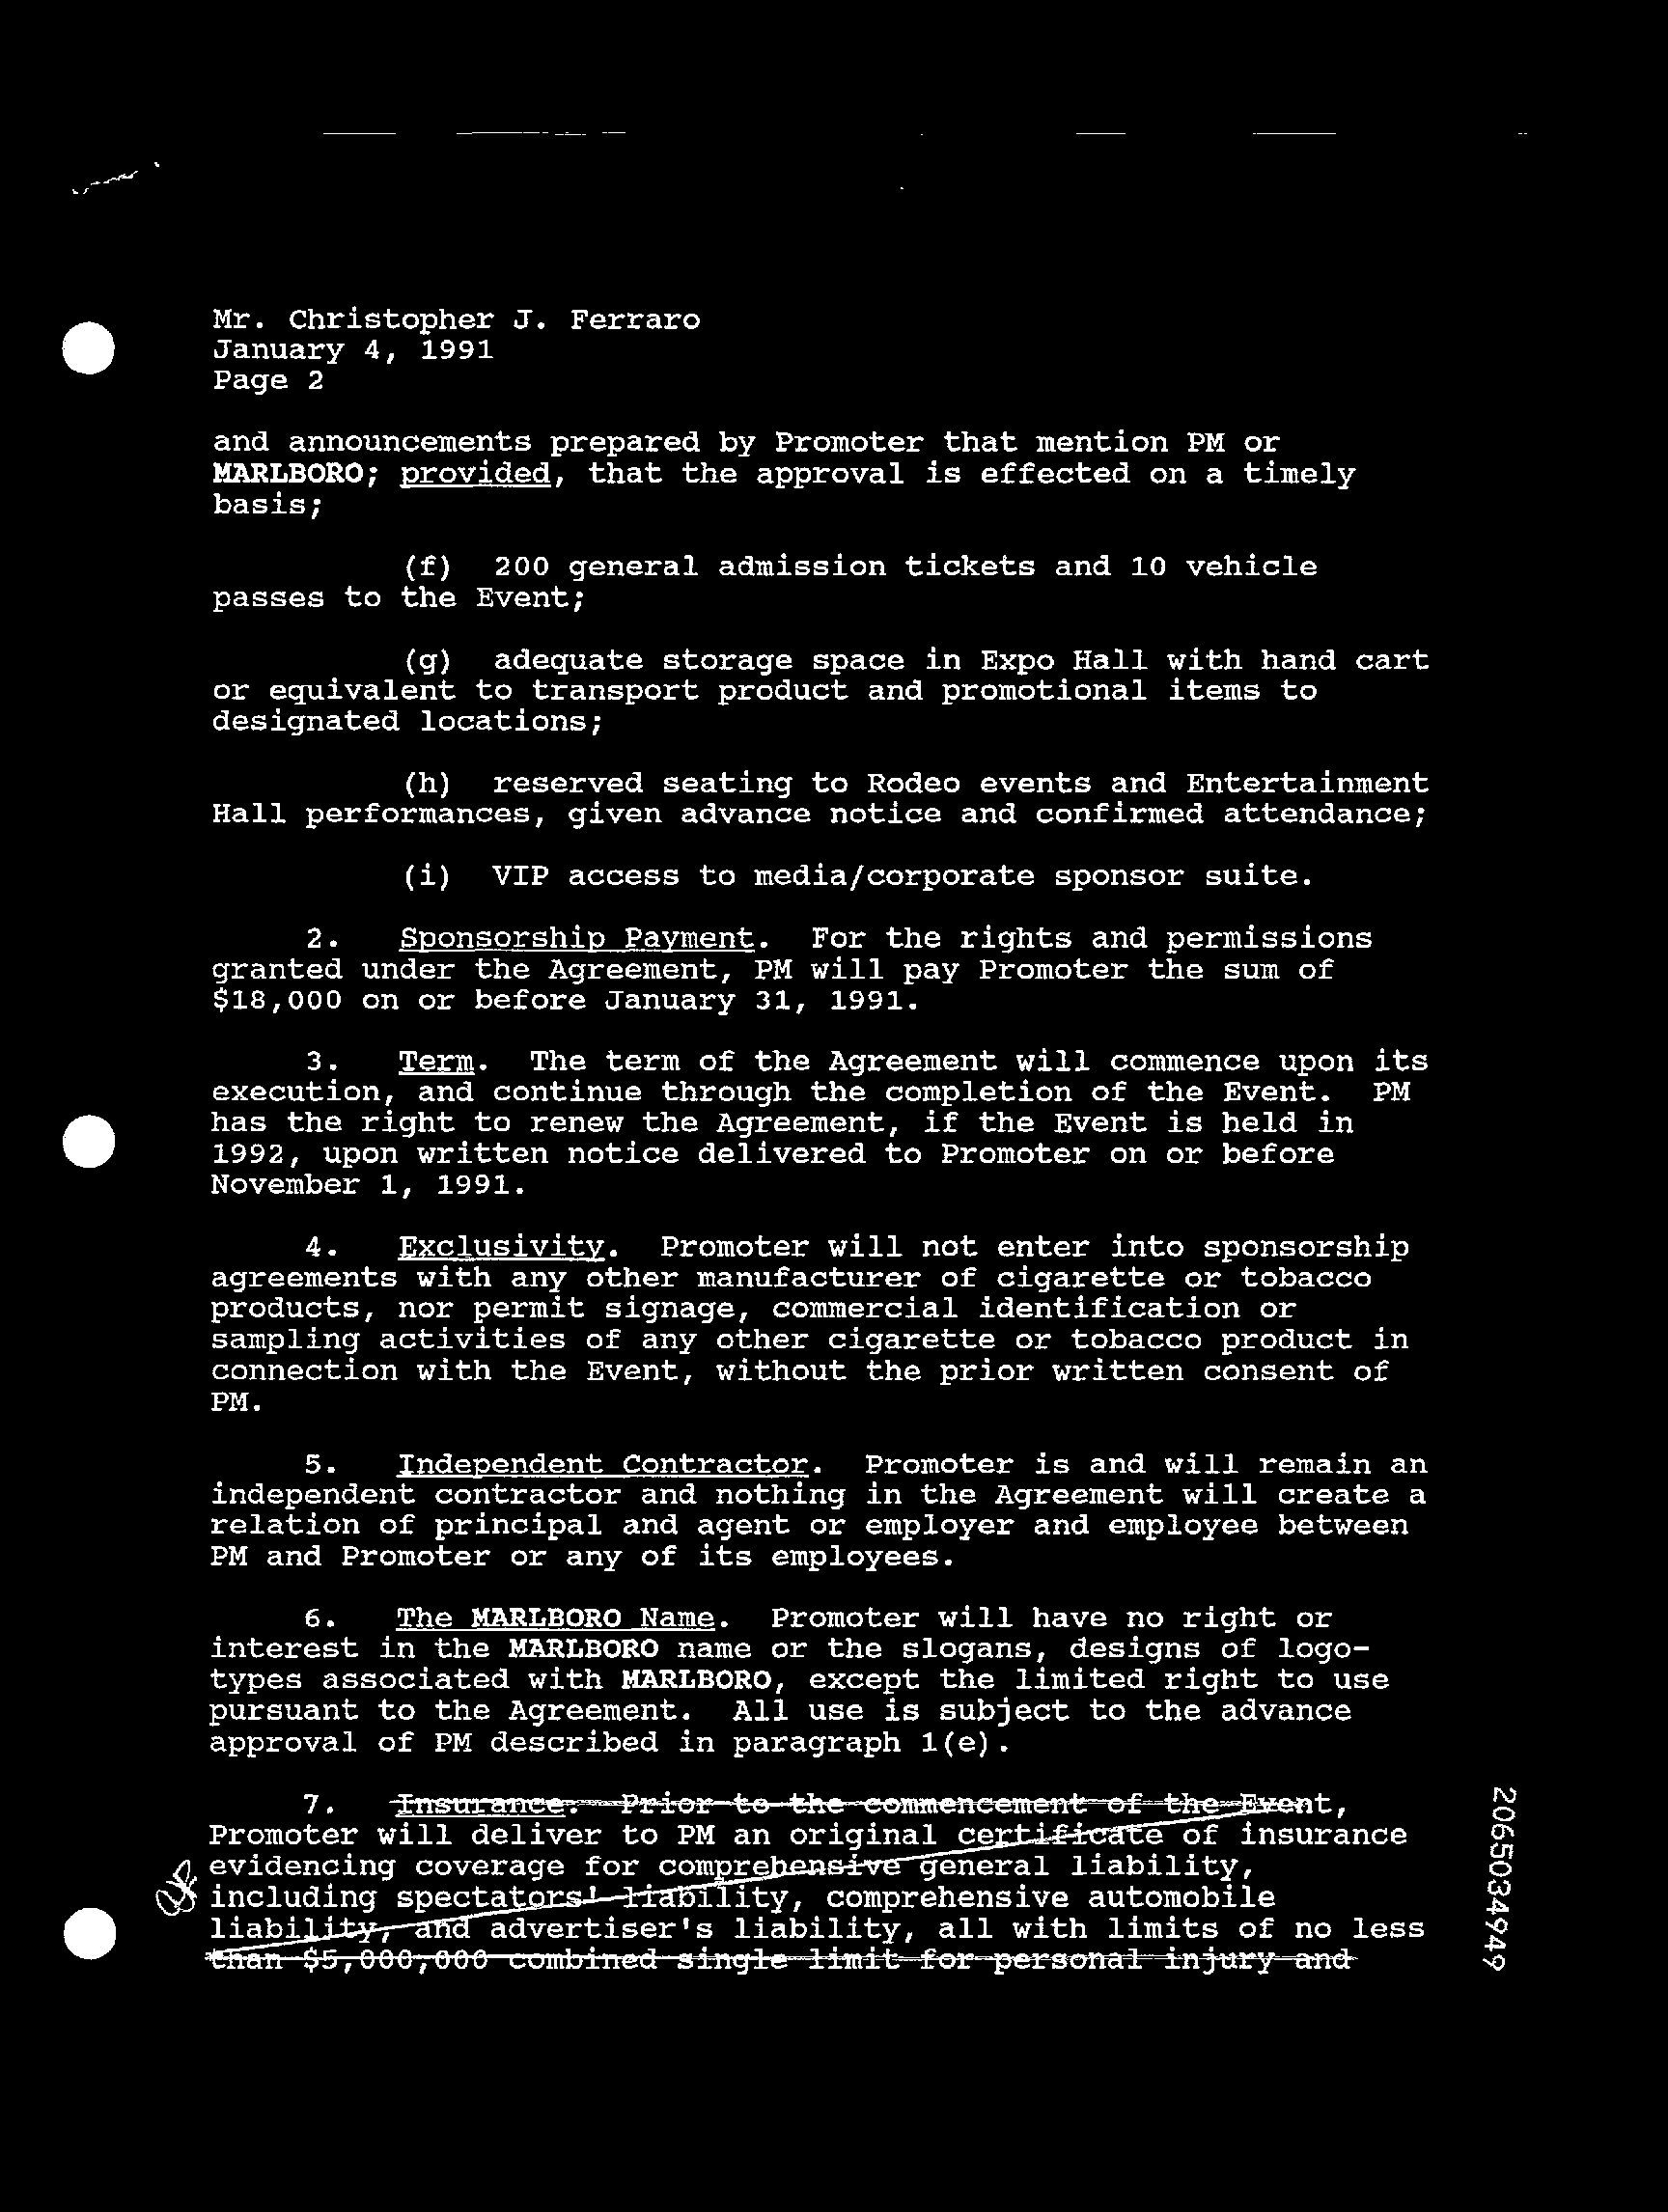 Mr. Christopher J. Ferraro
January 4, 1991
Page 2
and announcements prepared by Promoter that mention PM or
MARLBORO; provided, that the approval is effected on a timely
basis;
(f) 200 general admission tickets and 10 vehicle
passes to the Event;
(g) adequate storage space in Expo Hall with hand cart
or equivalent to transport product and promotional items to
designated locations;
(h) reserved seating to Rodeo events and Entertainment
Hall performances, given advance notice and confirmed attendance;
(i) VIP access to media/corporate sponsor suite.
2. Sponsorship Payment. For the rights and permissions
granted under the Agreement, PM will pay Promoter the sum of
$18,000 on or before January 31, 1991.
3. Term. The term of the Agreement will commence upon its
execution, and continue through the completion of the Event. PM
has the right to renew the Agreement, if the Event is held in
1992, upon written notice delivered to Promoter on or before
November 1, 1991.
4. Exclusivity. Promoter will not enter into sponsorship
agreements with any other manufacturer of cigarette or tobacco
products, nor permit signage, commercial identification or
sampling activities of any other cigarette or tobacco product in
connection with the Event, without the prior written consent of
PM.
5. Independent Contractor. Promoter is and will remain an
independent contractor and nothing in the Agreement will create a
relation of principal and agent or employer and employee between
PM and Promoter or any of its employees.
6. The MARLBORO Name. Promoter will have no right or
interest in the MARLBORO name or the slogans, designs of logo-
types associated with MARLBORO, except the limited right to use
pursuant to the Agreement. All use is subject to the advance
approval of PM described in paragraph 1(e).
7. Insurance. Prior to the commencement of the Event,
Promoter will deliver to PM an original certificate of insurance
evidencing coverage for comprehensive general liability,
including spectators' liability, comprehensive automobile
liability, and advertiser's liability, all with limits of no less
than $5,000,000 combined single limit for personal injury and
2065034949